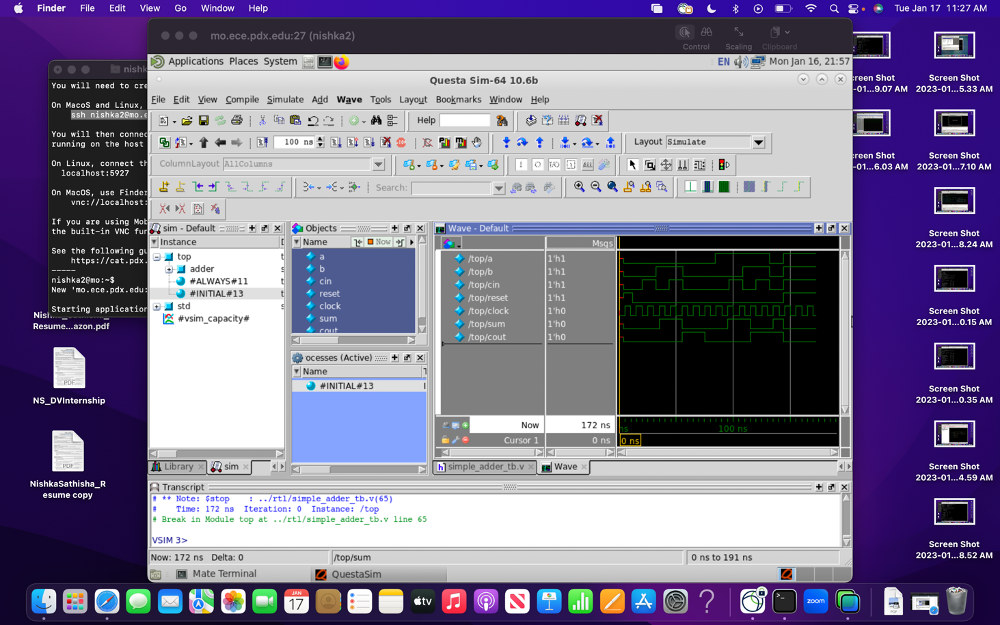 Finder File Edit View Go Window Help
Tue Jan 17 11:27 AM
mo.ece.pdx.edu:27 (nishka2)
Control Scaling Clipboard
Applications Places System
EN Mon Jan 16, 21:57
Questa Sim-64 10.6b
File Edit View Compile Simulate Add Wave Tools Layout Bookmarks Window Help
Help
100 ns
Layout Simulate
ColumnLayout AllColumns
ALL
Search:
nishk
You will need to cre
On MacOS and Linux,
ssh nishka2@mo.e
You will then connec
running on the host
On Linux, connect th
localhost:5927
On MacOS, use Finder
vnc://localhost:
If you are using Mob
the built-in VNC fun
See the following gu
https://cat.pdx.
-----
nishka2@mo:~$
New 'mo.ece.pdx.edu:
Starting application
sim - Default
Instance
top
adder
#ALWAYS#11
#INITIAL#13
std
#vsim_capacity#
Library
sim
Objects
Name
Now
a
b
cin
reset
clock
sum
cout
ocesses (Active)
Name
#INITIAL#13
Wave - Default
Msgs
/top/a 1'h1
/top/b 1'h1
/top/cin 1'h1
/top/reset 1'h1
/top/clock 1'h0
/top/sum 1'h0
/top/cout 1'h0
Now 172 ns
ns 100 ns
Cursor 1 0 ns
0 ns
simple_adder_tb.v
Wave
Transcript
# ** Note: $stop : ../rtl/simple_adder_tb.v(65)
# Time: 172 ns Iteration: 0 Instance: /top
# Break in Module top at ../rtl/simple_adder_tb.v line 65
VSIM 3>
Now: 172 ns Delta: 0
/top/sum
0 ns to 191 ns
Mate Terminal
QuestaSim
Resume...azon.pdf
PDF
NS_DVInternship
PDF
NishkaSathisha_R
esume copy
creen Shot
-01...9.07 AM
creen Shot
-01...6.03 AM
Screen Shot
2023-01...5.33 AM
Screen Shot
2023-01...7.10 AM
Screen Shot
2023-01...8.24 AM
Screen Shot
2023-01...0.15 AM
Screen Shot
2023-01...0.35 AM
Screen Shot
2023-01...4.59 AM
Screen Shot
2023-01...8.52 AM
JAN
17
tv
zoom
PDF